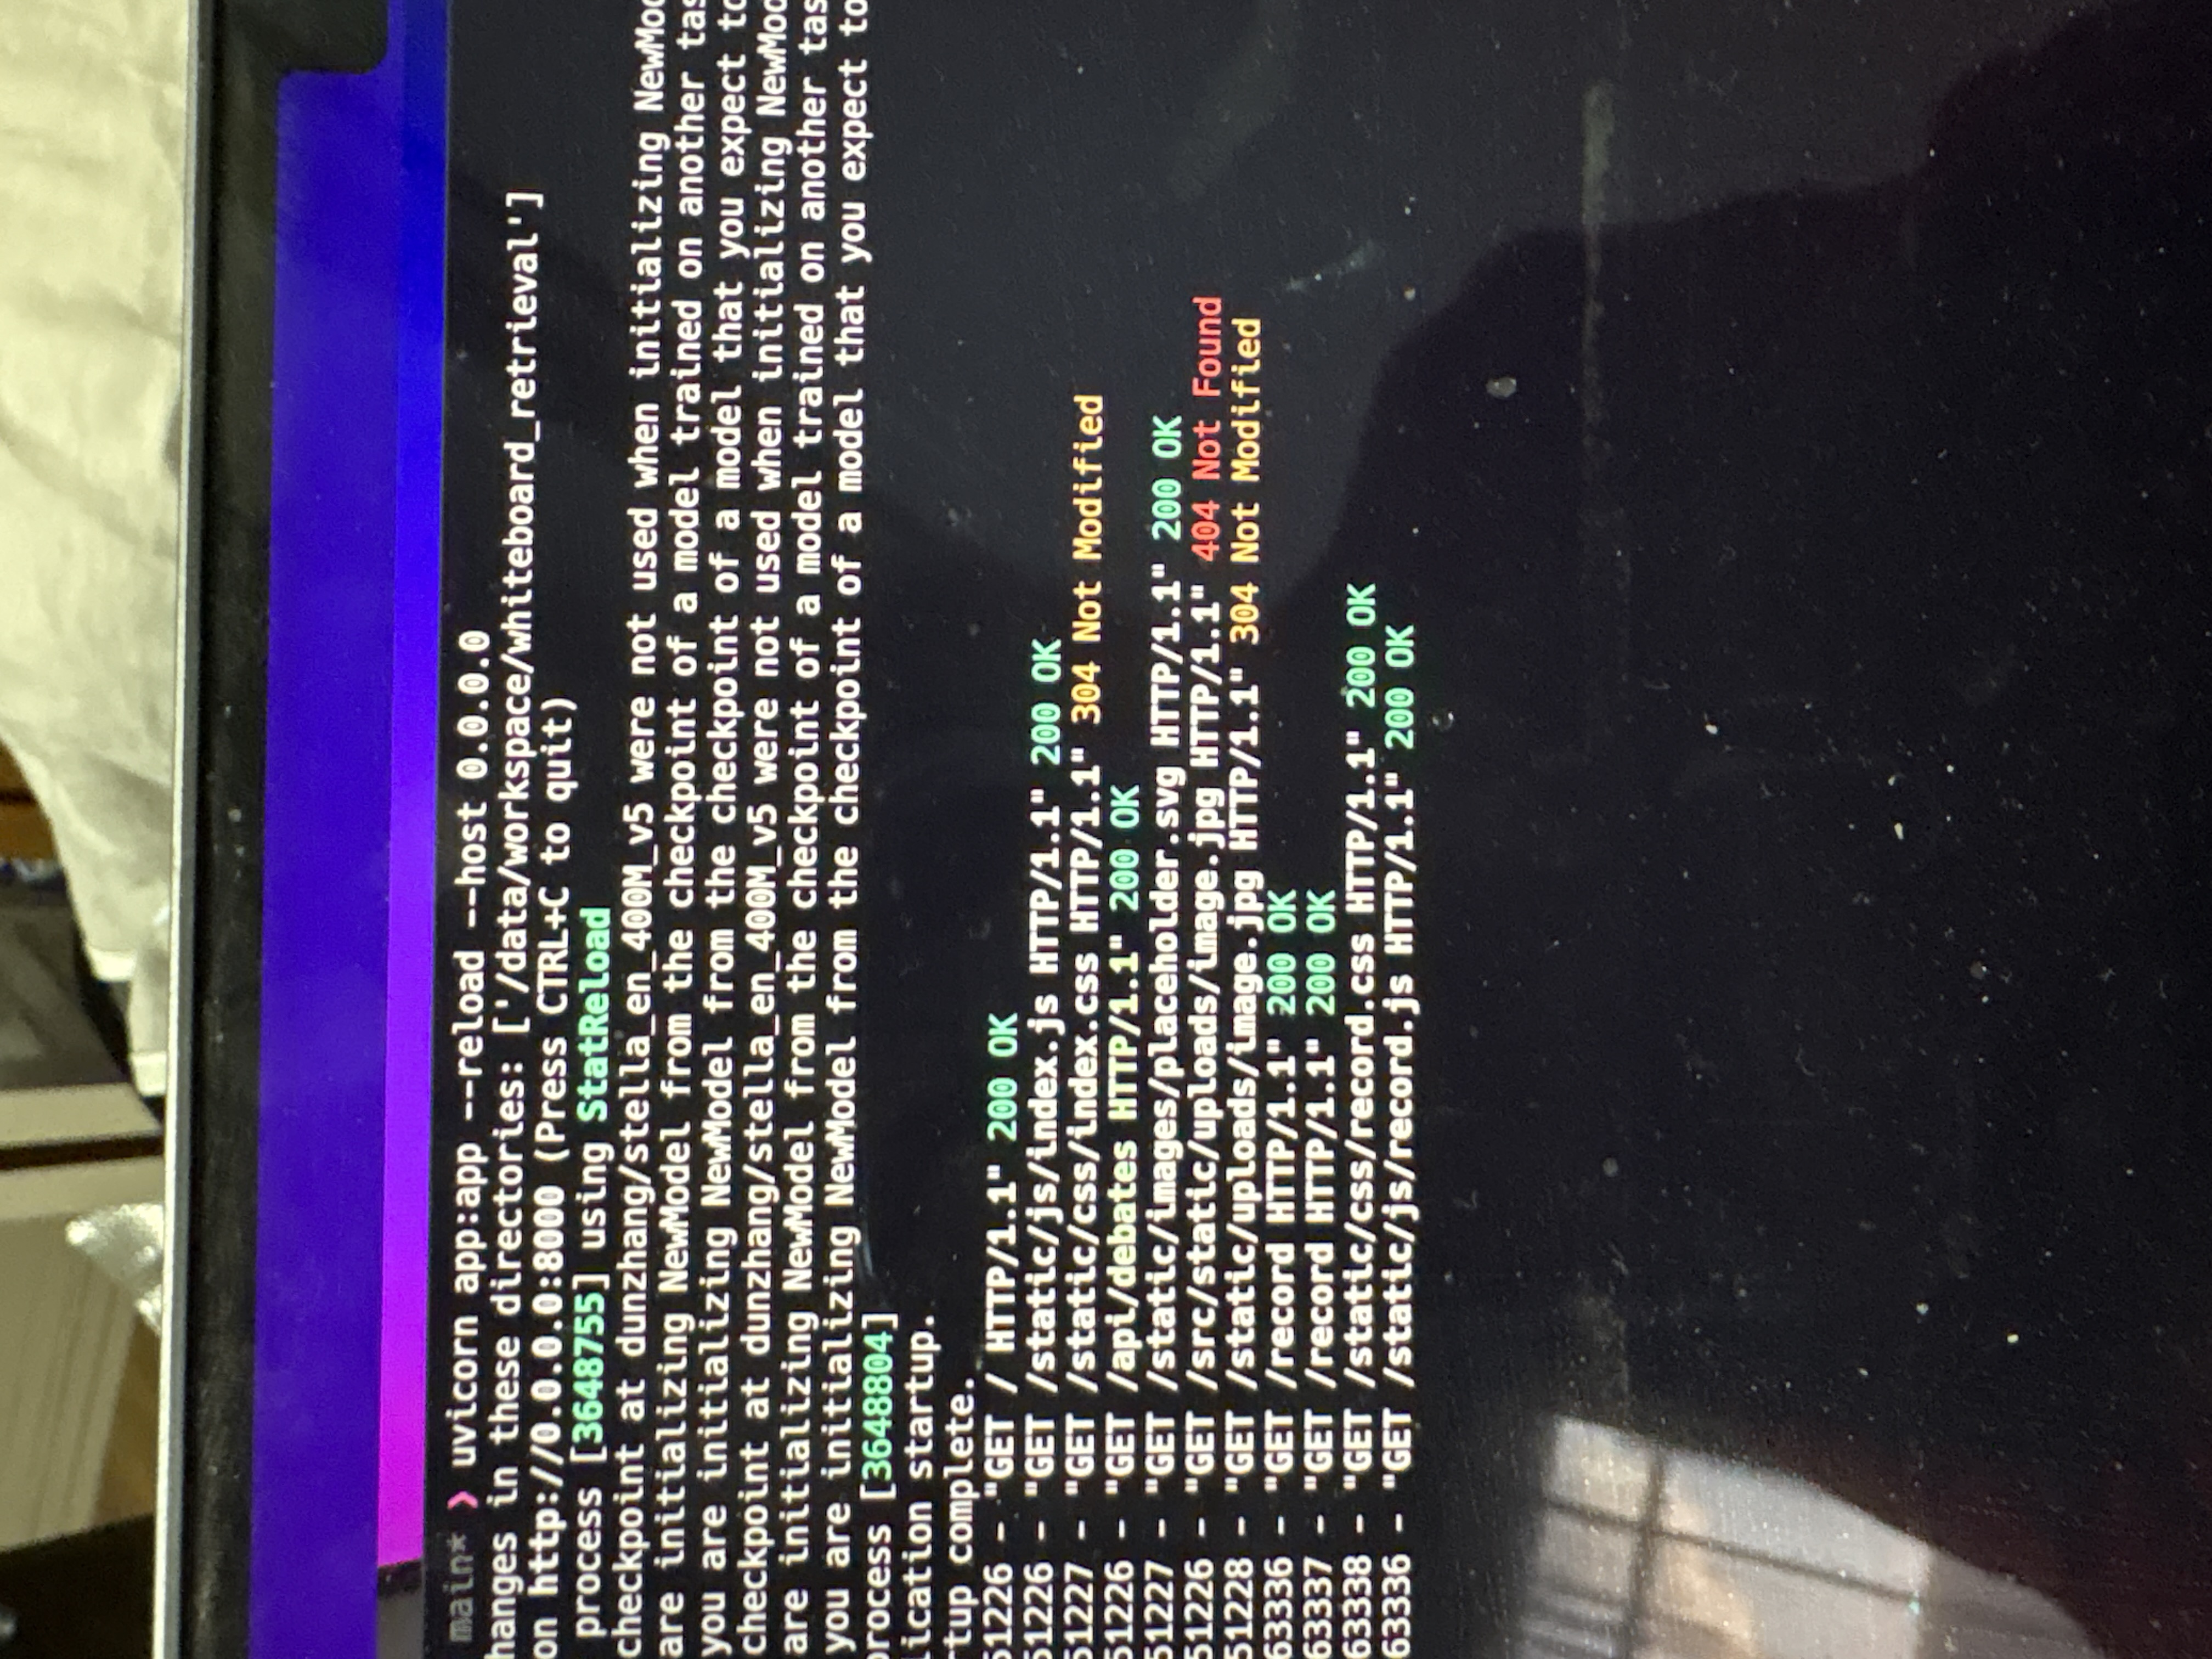 main* ❯ uvicorn app:app --reload --host 0.0.0.0
hanges in these directories: ['/data/workspace/whiteboard_retrieval']
on http://0.0.0.0:8000 (Press CTRL+C to quit)
process [3648755] using StatReload
checkpoint at dunzhang/stella_en_400M_v5 were not used when initializing NewMod
are initializing NewModel from the checkpoint of a model trained on another tas
you are initializing NewModel from the checkpoint of a model that you expect to
checkpoint at dunzhang/stella_en_400M_v5 were not used when initializing NewMod
are initializing NewModel from the checkpoint of a model trained on another tas
you are initializing NewModel from the checkpoint of a model that you expect to
process [3648804]
lication startup.
rtup complete.
51226 - "GET / HTTP/1.1" 200 OK
51226 - "GET /static/js/index.js HTTP/1.1" 200 OK
51227 - "GET /static/css/index.css HTTP/1.1" 304 Not Modified
51226 - "GET /api/debates HTTP/1.1" 200 OK
51227 - "GET /static/images/placeholder.svg HTTP/1.1" 200 OK
51226 - "GET /src/static/uploads/image.jpg HTTP/1.1" 404 Not Found
51228 - "GET /static/uploads/image.jpg HTTP/1.1" 304 Not Modified
63336 - "GET /record HTTP/1.1" 200 OK
63337 - "GET /record HTTP/1.1" 200 OK
63338 - "GET /static/css/record.css HTTP/1.1" 200 OK
63336 - "GET /static/js/record.js HTTP/1.1" 200 OK